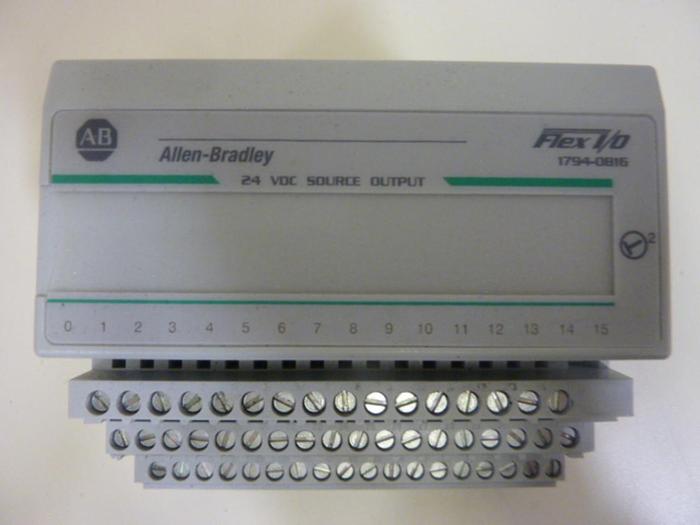 AB
Allen-Bradley
Flex I/O
1794-OB16
24 VDC SOURCE OUTPUT
2
0 1 2 3 4 5 6 7 8 9 10 11 12 13 14 15